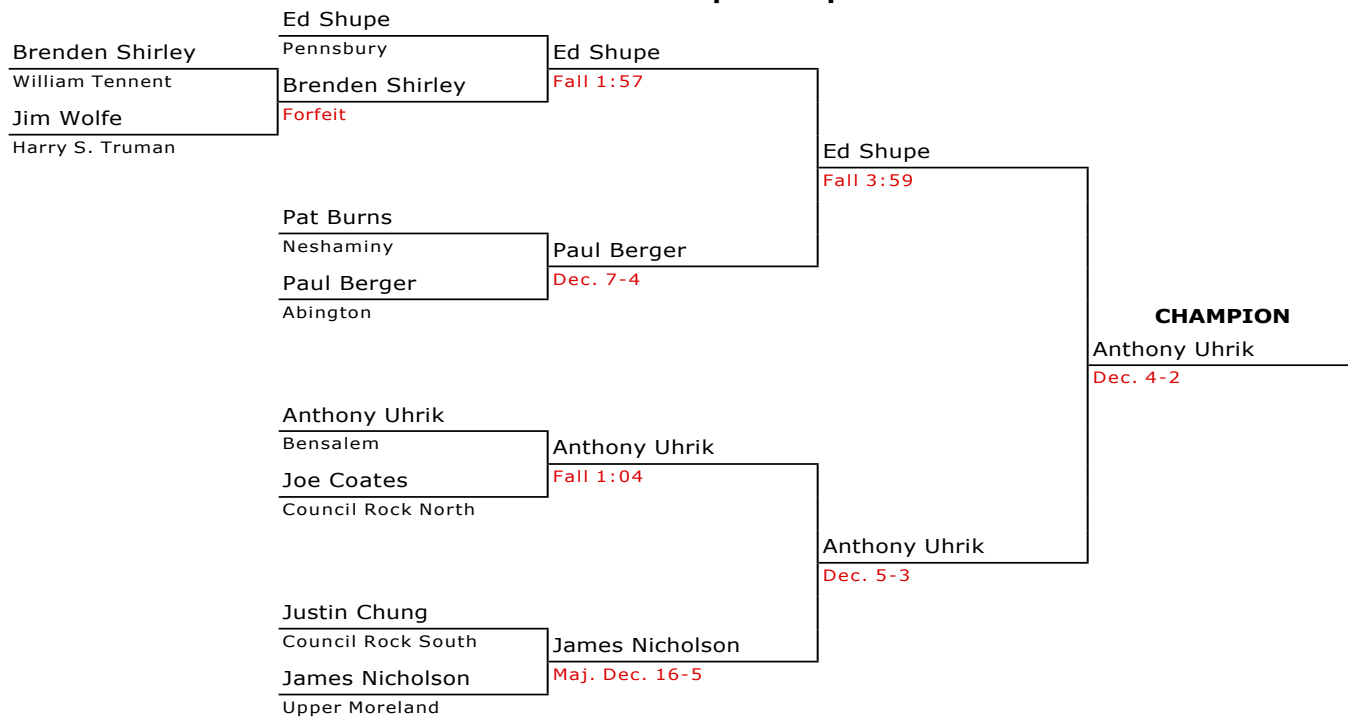 Ed Shupe
Pennsbury
Brenden Shirley
William Tennent
Jim Wolfe
Harry S. Truman
Brenden Shirley
Forfeit
Ed Shupe
Fall 1:57
Pat Burns
Neshaminy
Paul Berger
Abington
Paul Berger
Dec. 7-4
Ed Shupe
Fall 3:59
Anthony Uhrik
Bensalem
Joe Coates
Council Rock North
Anthony Uhrik
Fall 1:04
Justin Chung
Council Rock South
James Nicholson
Upper Moreland
James Nicholson
Maj. Dec. 16-5
Anthony Uhrik
Dec. 5-3
CHAMPION
Anthony Uhrik
Dec. 4-2